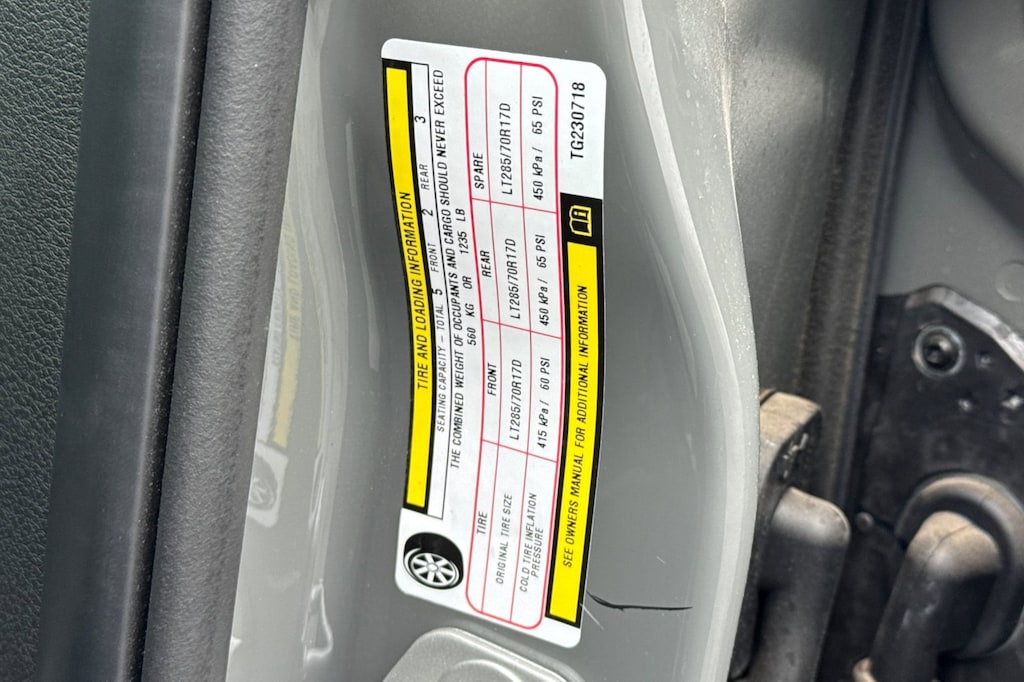 TIRE AND LOADING INFORMATION
SEATING CAPACITY – TOTAL 5 FRONT 2 REAR 3
THE COMBINED WEIGHT OF OCCUPANTS AND CARGO SHOULD NEVER EXCEED
560 KG OR 1235 LB
TIRE FRONT REAR SPARE
ORIGINAL TIRE SIZE LT285/70R17D LT285/70R17D LT285/70R17D
COLD TIRE INFLATION
PRESSURE 415 kPa / 60 PSI 450 kPa / 65 PSI 450 kPa / 65 PSI
SEE OWNERS MANUAL FOR ADDITIONAL INFORMATION
TG230718